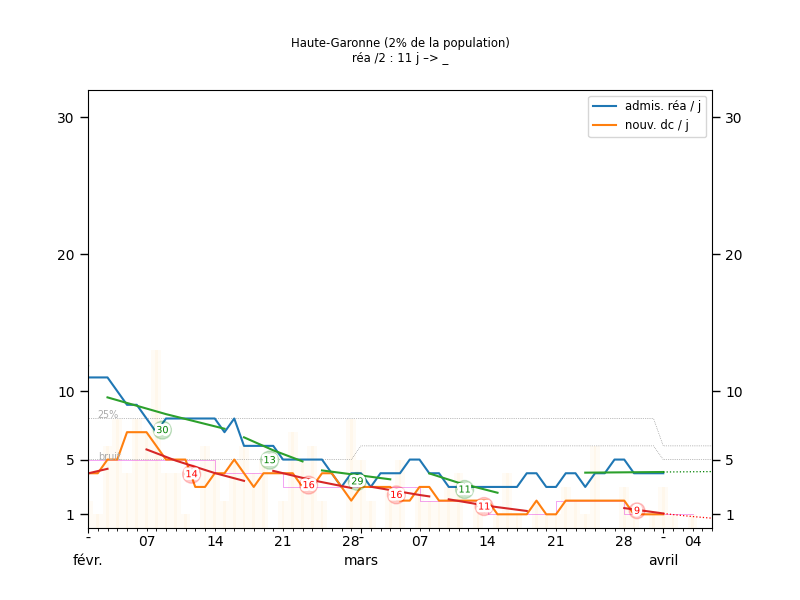 Haute-Garonne (2% de la population)
réa /2 : 11 j –> _
admis. réa / j
nouv. dc / j
30 30
20 20
10 10
5 5
1 1
25%
bruit
30
14
13
16
29
16
11
11
9
- 07 14 21 28 - 07 14 21 28 - 04
févr. mars avril